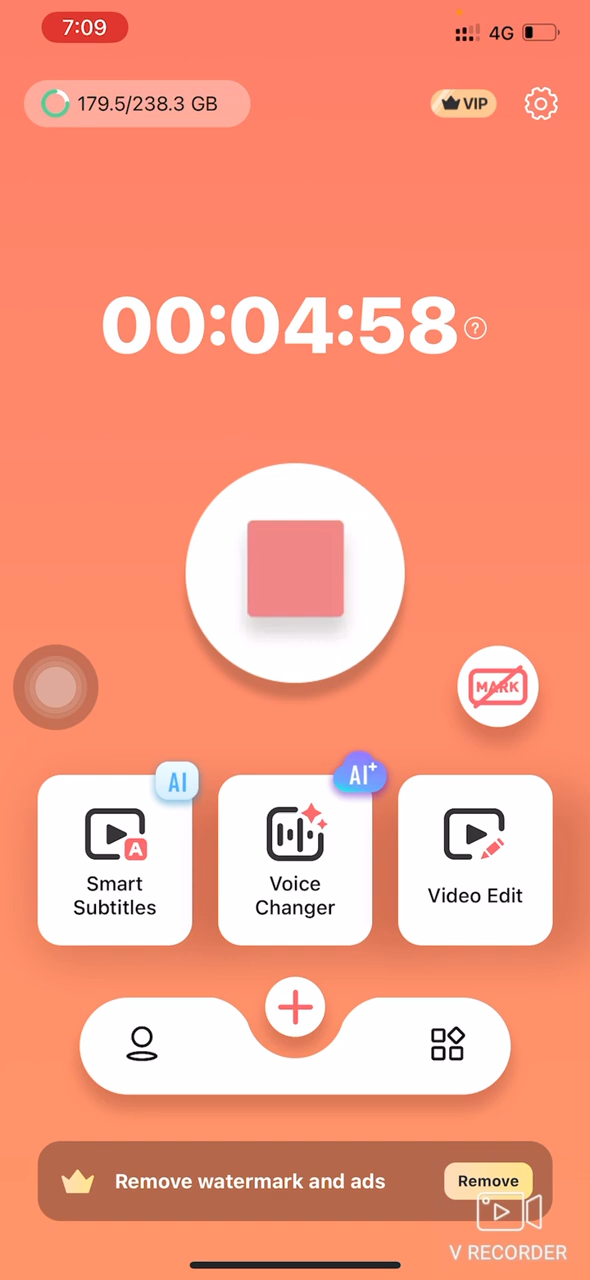 7:09
4G
179.5/238.3 GB
VIP
00:04:58
?
MARK
AI
AI+
Smart
Subtitles
Voice
Changer
Video Edit
A
Remove watermark and ads
Remove
V RECORDER